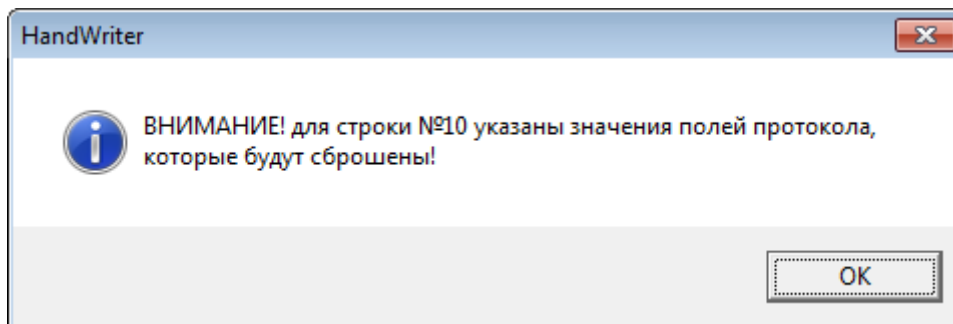 HandWriter
ВНИМАНИЕ! для строки №10 указаны значения полей протокола,
которые будут сброшены!
OK